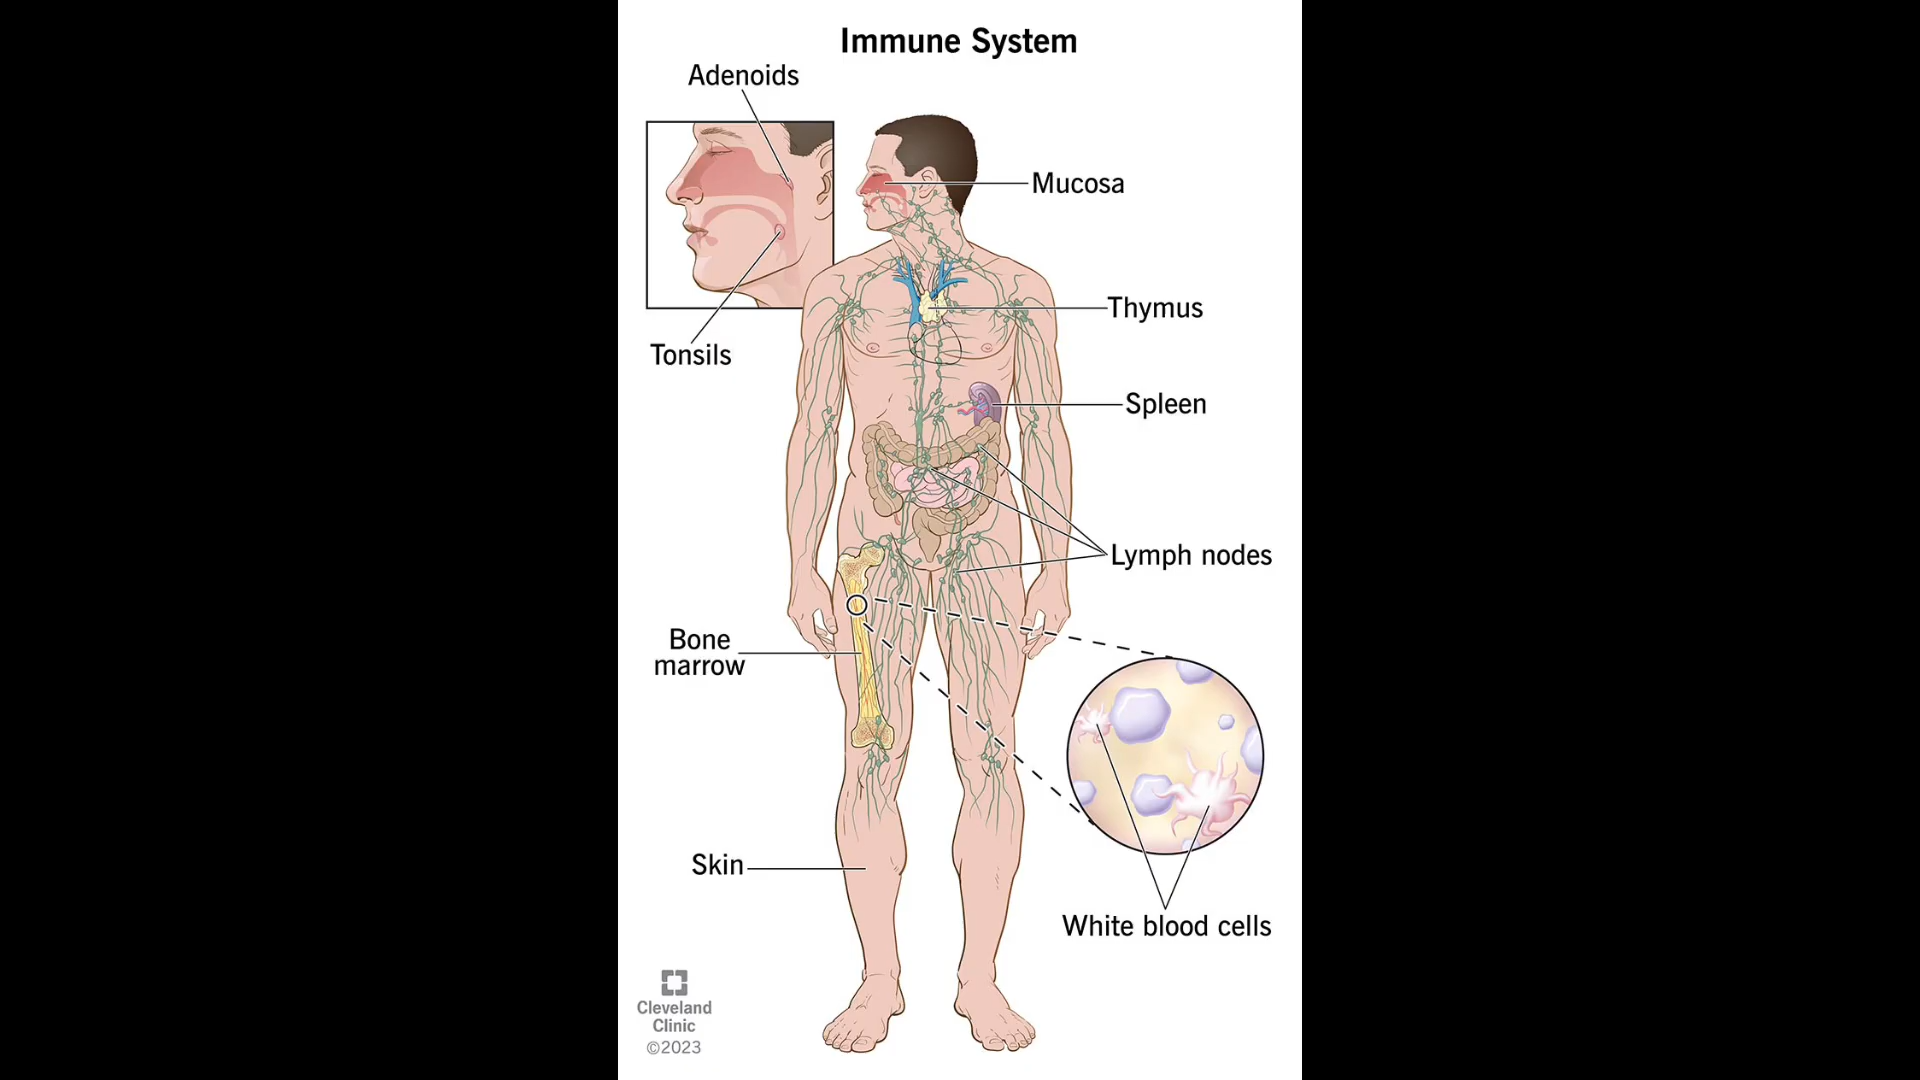 Immune System
Adenoids
Mucosa
Thymus
Tonsils
Spleen
Lymph nodes
Bone
marrow
Skin
White blood cells
Cleveland
Clinic
©2023